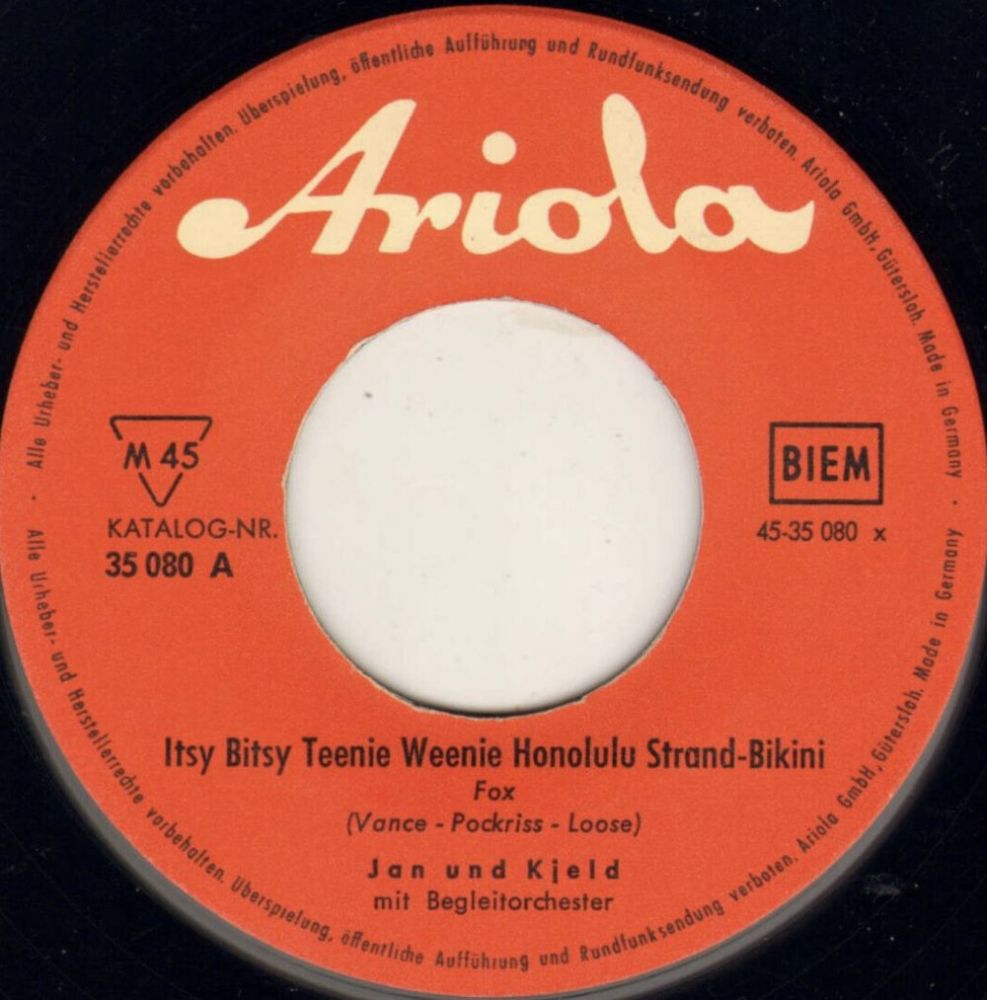 Alle Urheber- und Herstellerrechte vorbehalten. Überspielung, öffentliche Aufführung und Rundfunksendung verboten. Ariola GmbH, Gütersloh. Made in Germany
Ariola
M 45
KATALOG-NR.
35 080 A
BIEM
45-35 080 x
Itsy Bitsy Teenie Weenie Honolulu Strand-Bikini
Fox
(Vance - Pockriss - Loose)
Jan und Kjeld
mit Begleitorchester
Alle Urheber- und Herstellerrechte vorbehalten. Überspielung, öffentliche Aufführung und Rundfunksendung verboten. Ariola GmbH, Gütersloh. Made in Germany